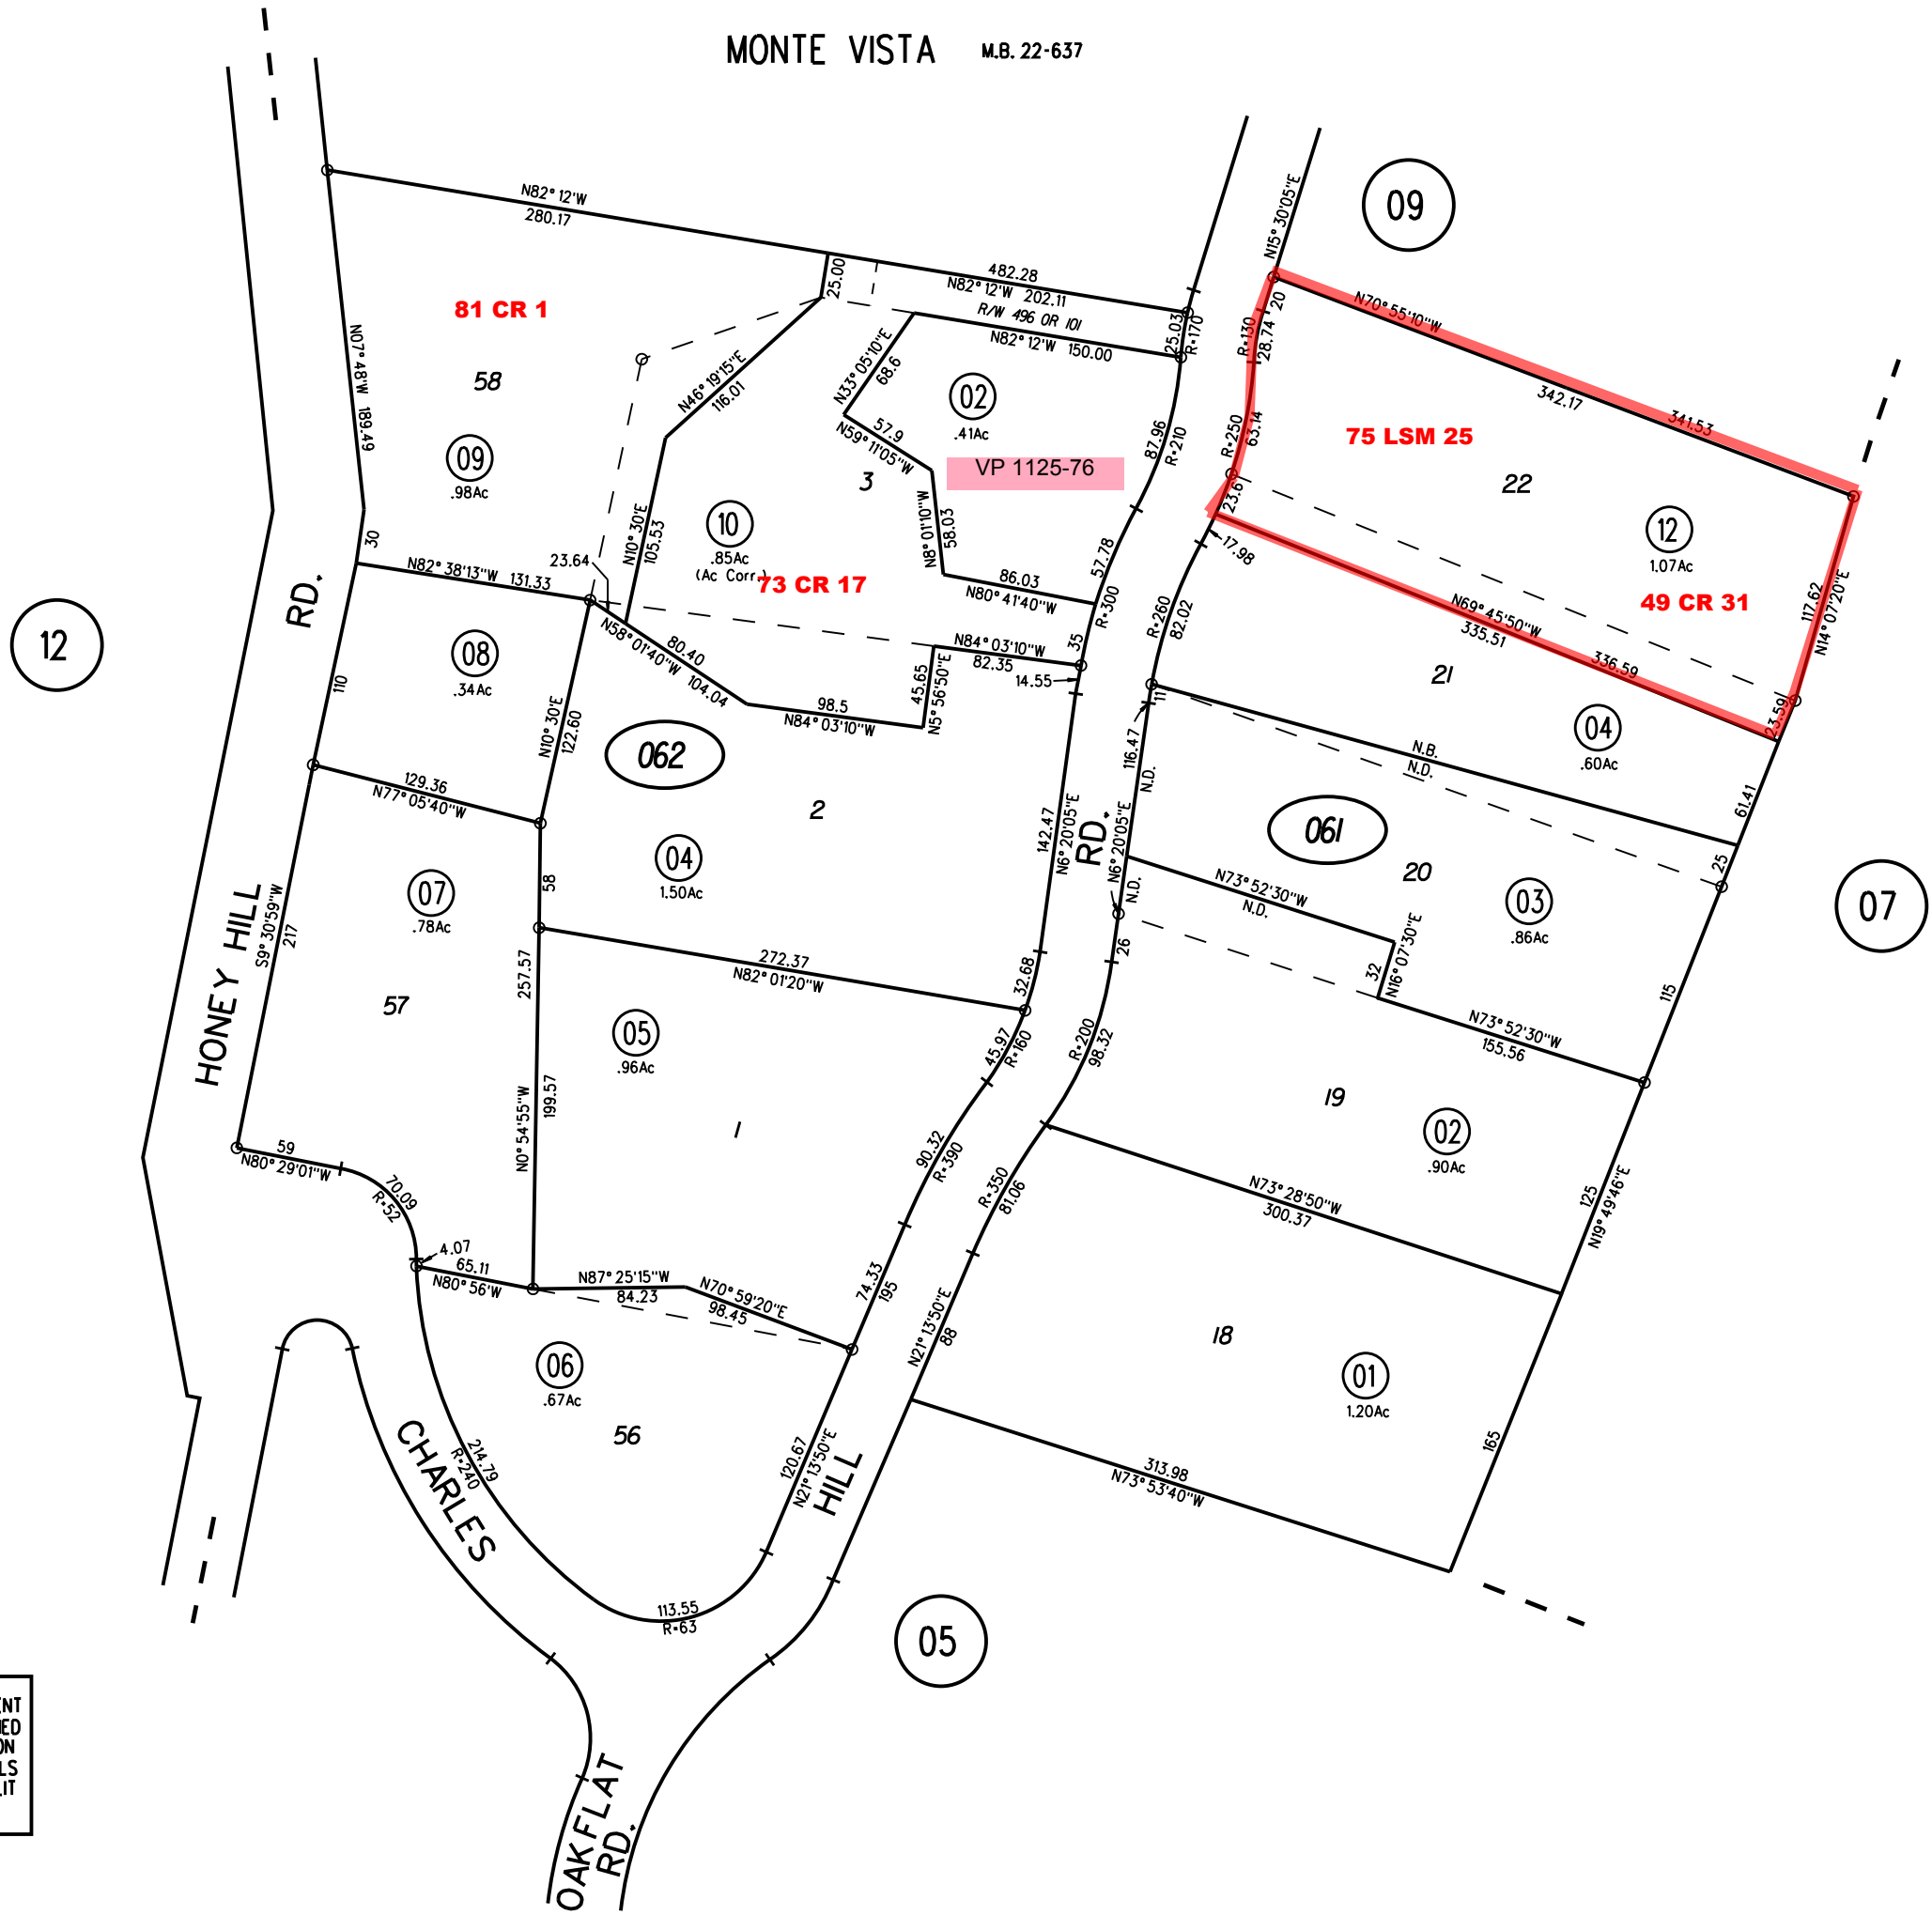 MONTE VISTA M.B. 22-637
09
12
07
05
N82°12'W
280.17
25.00
482.28
N82°12'W 202.11
R/W 496 OR 101
N82°12'W 150.00
25.03
R=170
81 CR 1
58
09
.98Ac
N07°48'W 189.49
30
N46°19'15"E
116.01
N10°30'E
105.53
N33°05'10"E
68.6
57.9
N59°11'05"W
02
.41Ac
VP 1125-76
3
N8°01'10"W
58.03
10
.85Ac
(Ac Corr.)
73 CR 17
86.03
N80°41'40"W
87.96
R=210
57.78
R=300
35
N82°38'13"W 131.33
23.64
N58°01'40"W 104.04
80.40
98.5
N84°03'10"W
45.65
N5°56'50"E
N84°03'10"W
82.35
14.55
08
.34Ac
110
N10°30'E
122.60
062
2
04
1.50Ac
142.47
N6°20'05"E
129.36
N77°05'40"W
58
07
.78Ac
57
S9°30'59"W
217
257.57
N0°54'55"W
199.57
272.37
N82°01'20"W
32.68
45.97
R=160
05
.96Ac
1
90.32
R=390
59
N80°29'01"W
70.09
R=52
4.07
65.11
N80°56'W
N87°25'15"W
84.23
N70°59'20"E
98.45
74.33
195
06
.67Ac
56
214.79
R=240
120.67
N21°13'50"E
113.55
R=63
HONEY HILL RD.
CHARLES HILL RD.
OAKFLAT
RD.
N15°30'05"E
20
R=130
28.74
R=250
63.14
23.6
17.98
N70°55'10"W
342.17
341.53
75 LSM 25
22
12
1.07Ac
49 CR 31
117.62
N14°07'20"E
N69°45'50"W
335.51
336.59
23.59
21
04
.60Ac
61.41
R=260
82.02
11
116.47
N.D.
N6°20'05"E
N.D.
N.B.
N.D.
061
20
03
.86Ac
25
115
N73°52'30"W
N.D.
32
N16°07'30"E
N73°52'30"W
155.56
26
R=200
98.32
19
02
.90Ac
125
N19°49'46"E
R=350
81.06
N73°28'50"W
300.37
N21°13'50"E
88
18
01
1.20Ac
165
313.98
N73°53'40"W